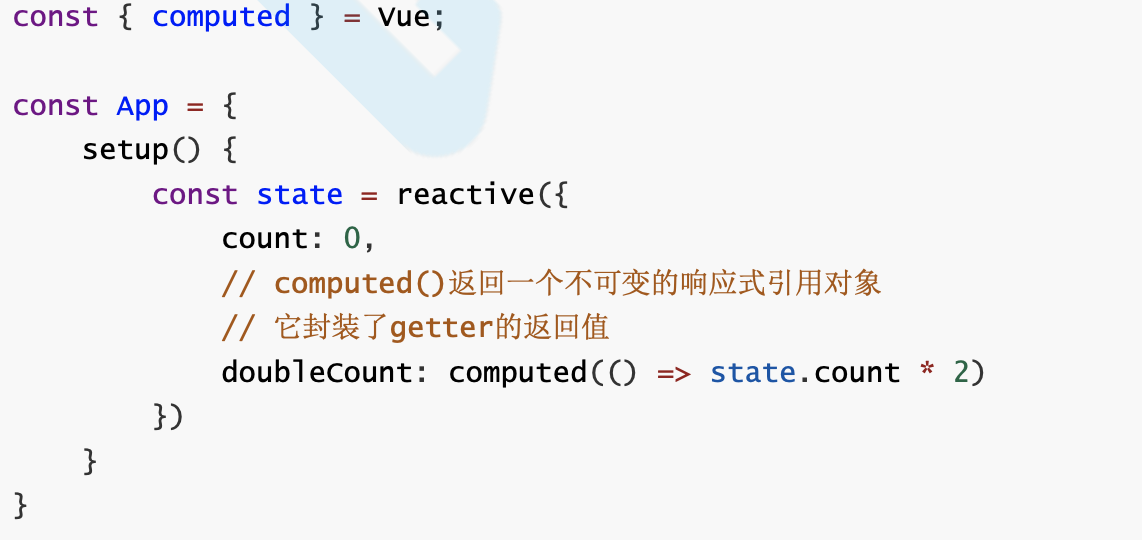 const { computed } = Vue;
const App = {
setup() {
const state = reactive({
count: 0,
// computed()返回一个不可变的响应式引用对象
// 它封装了getter的返回值
doubleCount: computed(() => state.count * 2)
})
}
}